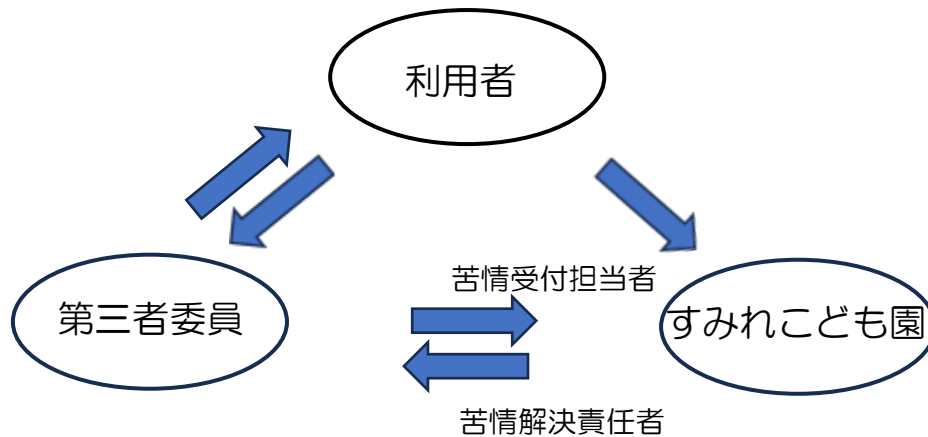 利用者
苦情受付担当者
第三者委員
すみれこども園
苦情解決責任者